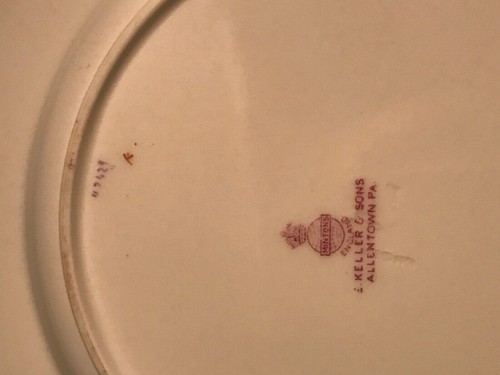 MINTONS
ENGLAND
E. KELLER & SONS
ALLENTOWN PA